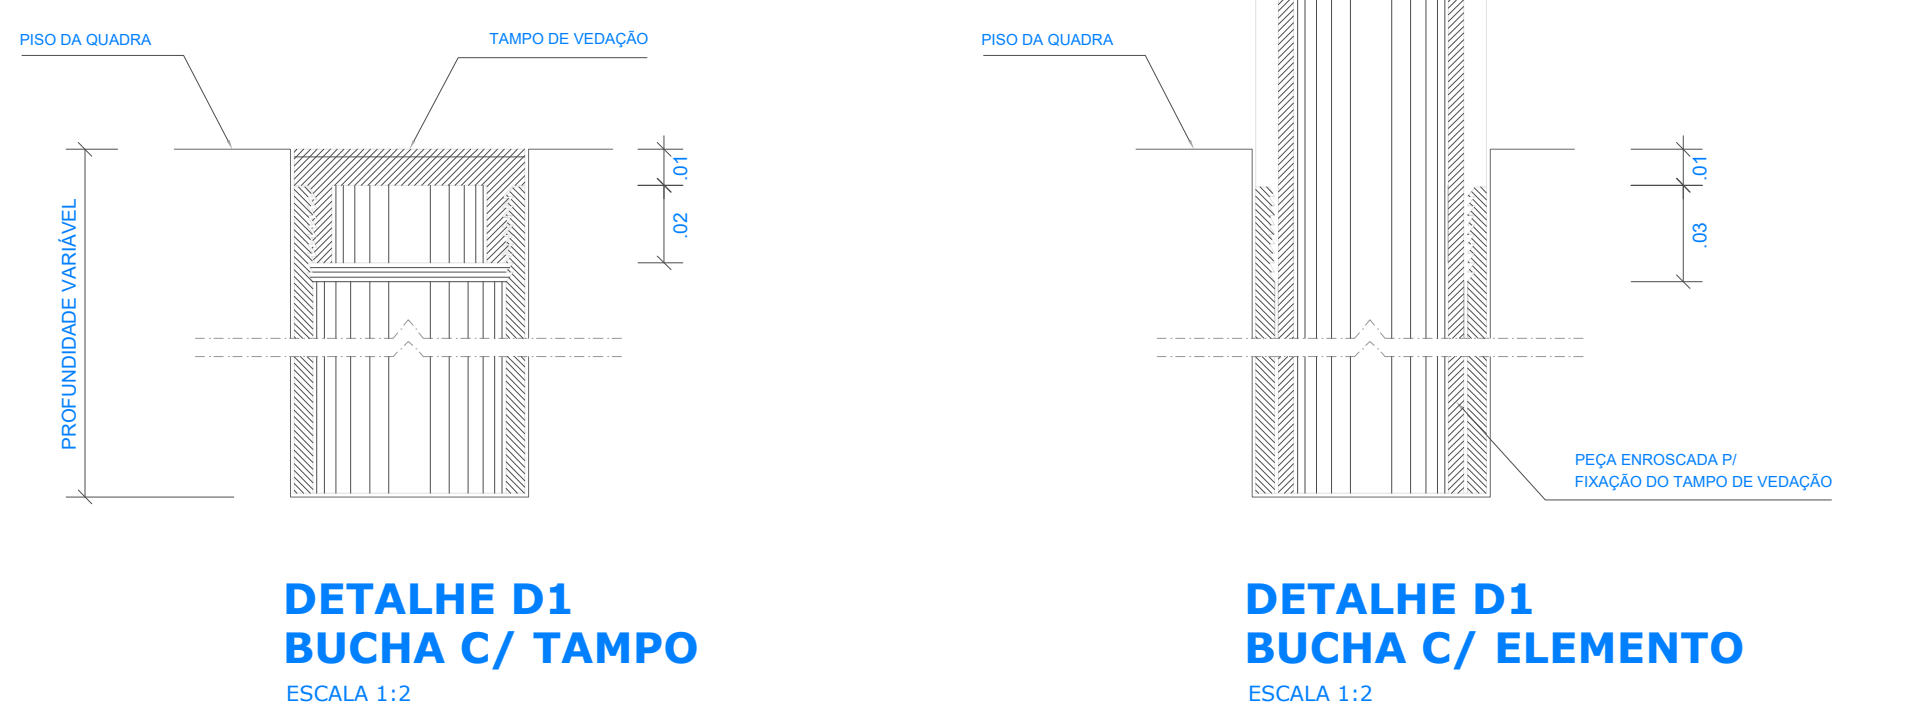 PISO DA QUADRA
TAMPO DE VEDAÇÃO
.01
.02
PROFUNDIDADE VARIÁVEL
DETALHE D1
BUCHA C/ TAMPO
ESCALA 1:2
PISO DA QUADRA
.01
.03
PEÇA ENROSCADA P/
FIXAÇÃO DO TAMPO DE VEDAÇÃO
DETALHE D1
BUCHA C/ ELEMENTO
ESCALA 1:2